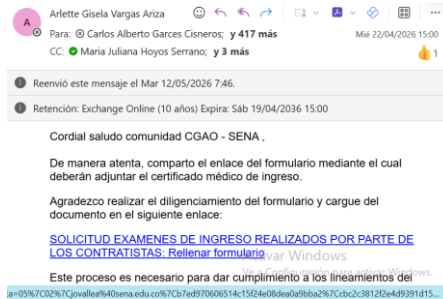 Arlette Gisela Vargas Ariza
A
Para: Carlos Alberto Garces Cisneros; y 417 más
Mié 22/04/2026 15:00
CC: Maria Juliana Hoyos Serrano; y 3 más
1
Reenvió este mensaje el Mar 12/05/2026 7:46.
Retención: Exchange Online (10 años) Expira: Sáb 19/04/2036 15:00
Cordial saludo comunidad CGAO - SENA ,
De manera atenta, comparto el enlace del formulario mediante el cual
deberán adjuntar el certificado médico de ingreso.
Agradezco realizar el diligenciamiento del formulario y cargue del
documento en el siguiente enlace:
SOLICITUD EXAMENES DE INGRESO REALIZADOS POR PARTE DE
LOS CONTRATISTAS: Rellenar formulario
Activar Windows
Ve a Configuración para activar Windows.
Este proceso es necesario para dar cumplimiento a los lineamientos del